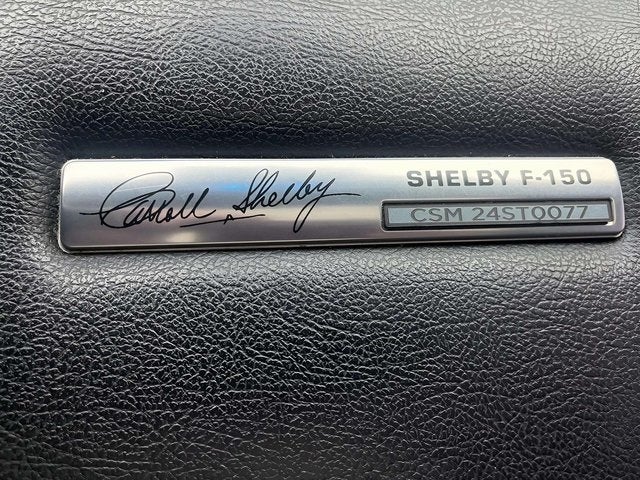 Carroll Shelby
SHELBY F-150
CSM 24ST0077